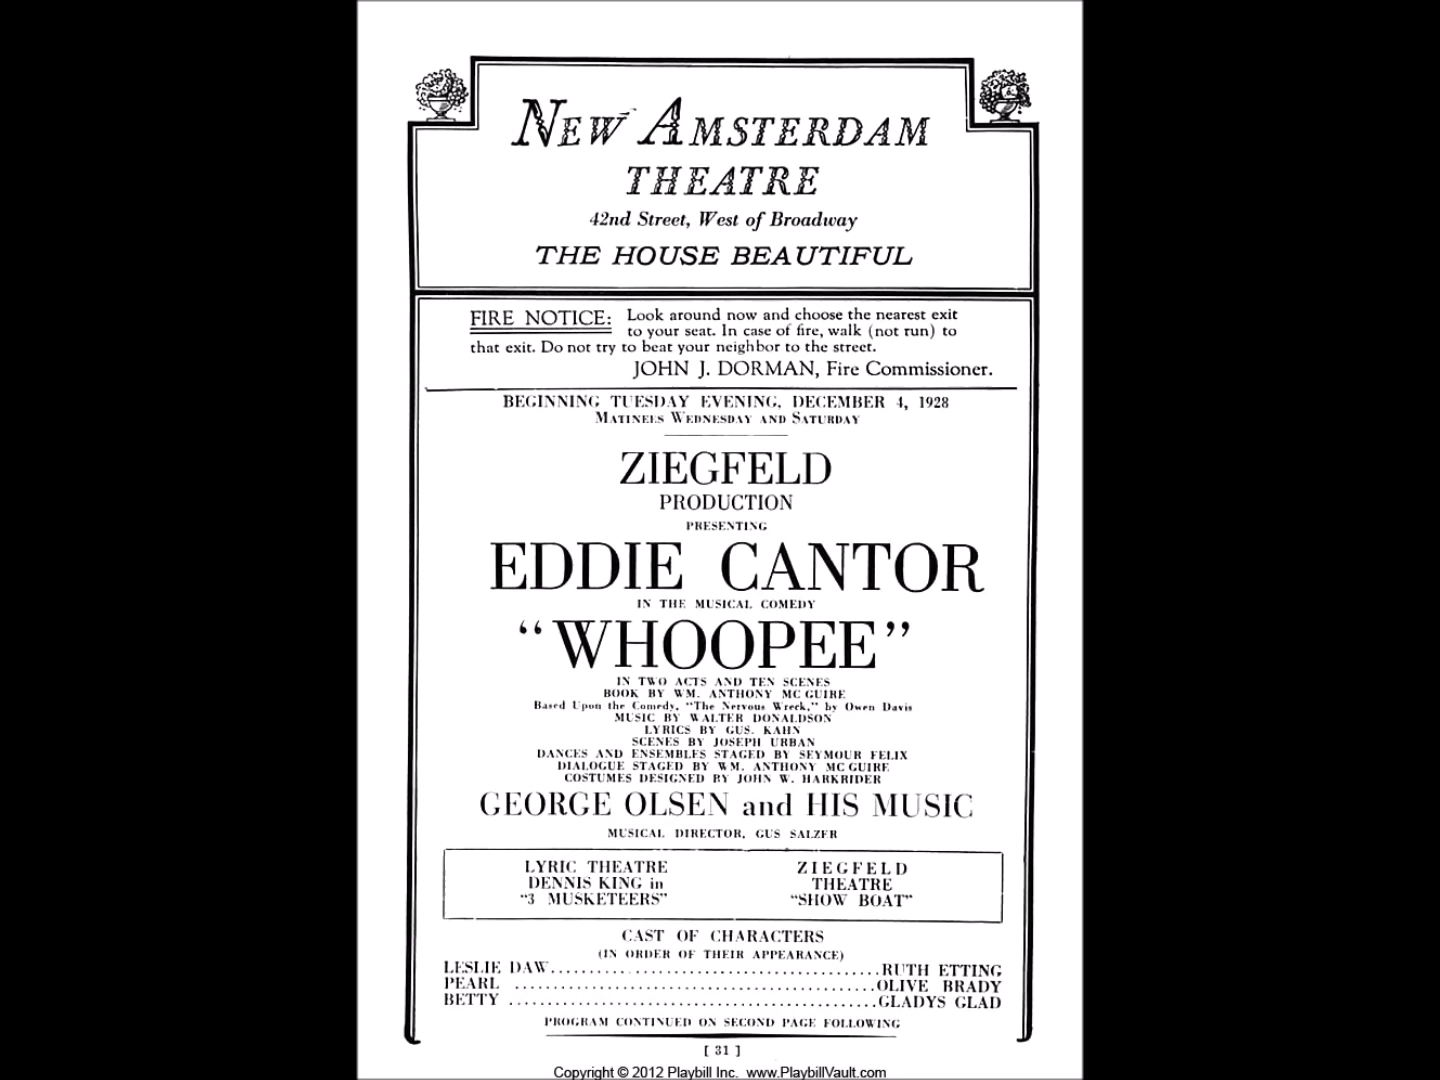 NEW AMSTERDAM
THEATRE
42nd Street, West of Broadway
THE HOUSE BEAUTIFUL
FIRE NOTICE: Look around now and choose the nearest exit
to your seat. In case of fire, walk (not run) to
that exit. Do not try to beat your neighbor to the street.
JOHN J. DORMAN, Fire Commissioner.
BEGINNING TUESDAY EVENING, DECEMBER 4, 1928
MATINEES WEDNESDAY AND SATURDAY
ZIEGFELD
PRODUCTION
PRESENTING
EDDIE CANTOR
IN THE MUSICAL COMEDY
"WHOOPEE"
IN TWO ACTS AND TEN SCENES
BOOK BY WM. ANTHONY MC GUIRE
Based Upon the Comedy, "The Nervous Wreck," by Owen Davis
MUSIC BY WALTER DONALDSON
LYRICS BY GUS. KAHN
SCENES BY JOSEPH URBAN
DANCES AND ENSEMBLES STAGED BY SEYMOUR FELIX
DIALOGUE STAGED BY WM. ANTHONY MC GUIRE
COSTUMES DESIGNED BY JOHN W. HARKRIDER
GEORGE OLSEN and HIS MUSIC
MUSICAL DIRECTOR, GUS SALZER
LYRIC THEATRE
DENNIS KING in
"3 MUSKETEERS"
ZIEGFELD
THEATRE
"SHOW BOAT"
CAST OF CHARACTERS
(IN ORDER OF THEIR APPEARANCE)
LESLIE DAW..........................................RUTH ETTING
PEARL ..............................................OLIVE BRADY
BETTY ..............................................GLADYS GLAD
PROGRAM CONTINUED ON SECOND PAGE FOLLOWING
[ 31 ]
Copyright © 2012 Playbill Inc. www.PlaybillVault.com